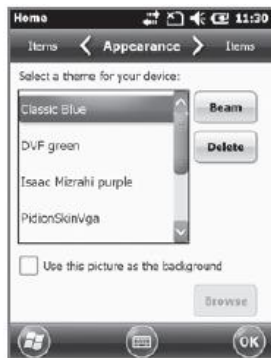 Home 11:30
Items Appearance Items
Select a theme for your device:
Classic Blue
Beam
DVF green
Delete
Isaac Mizrahi purple
PidionSkinVga
Use this picture as the background
Browse
OK